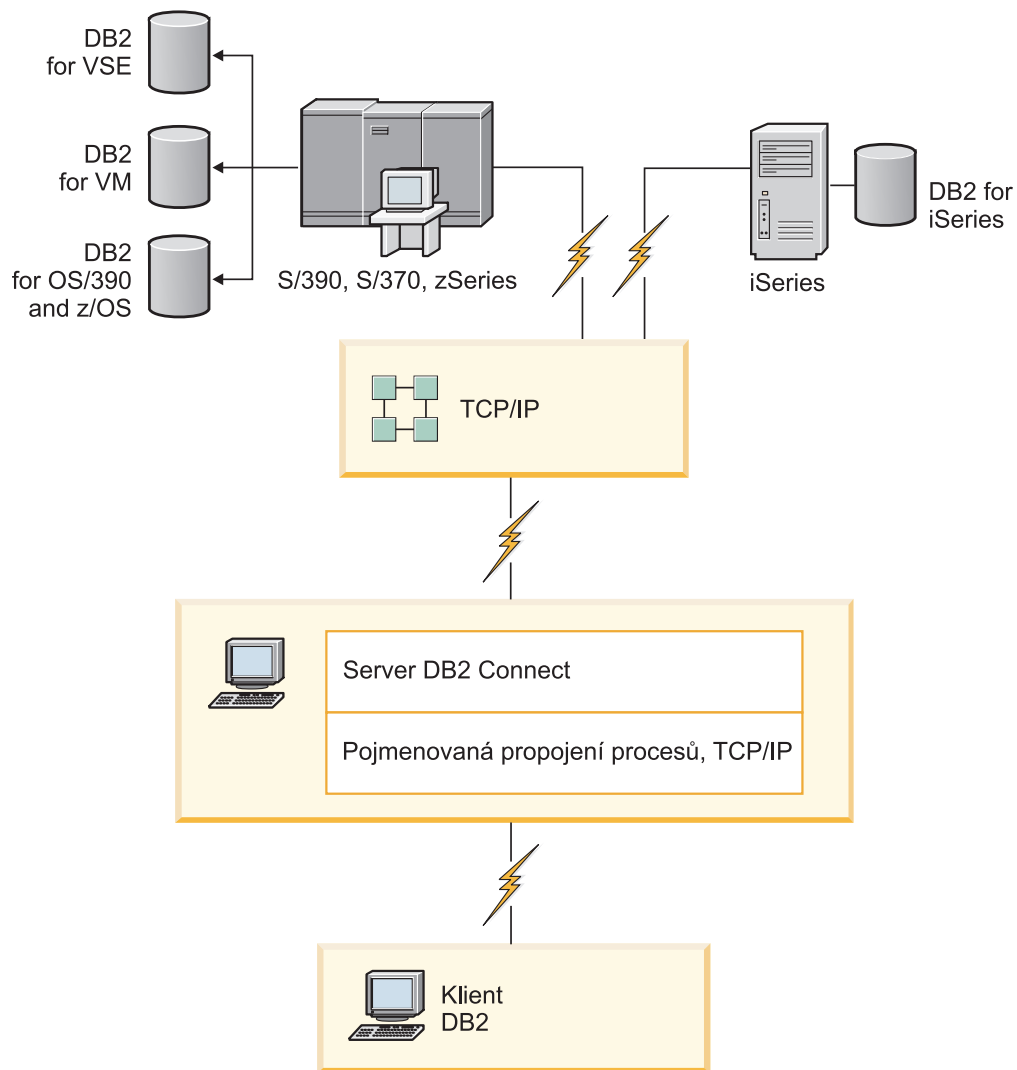 DB2
for VSE
DB2
for VM
DB2
for OS/390
and z/OS
S/390, S/370, zSeries
iSeries
DB2 for
iSeries
TCP/IP
Server DB2 Connect
Pojmenovaná propojení procesů, TCP/IP
Klient
DB2